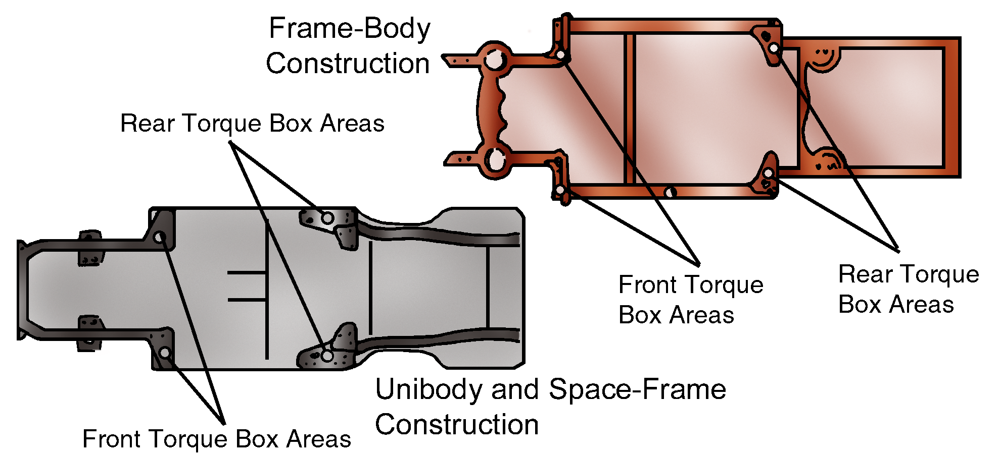 Frame-Body
Construction
Rear Torque Box Areas
Front Torque
Box Areas
Rear Torque
Box Areas
Unibody and Space-Frame
Construction
Front Torque Box Areas